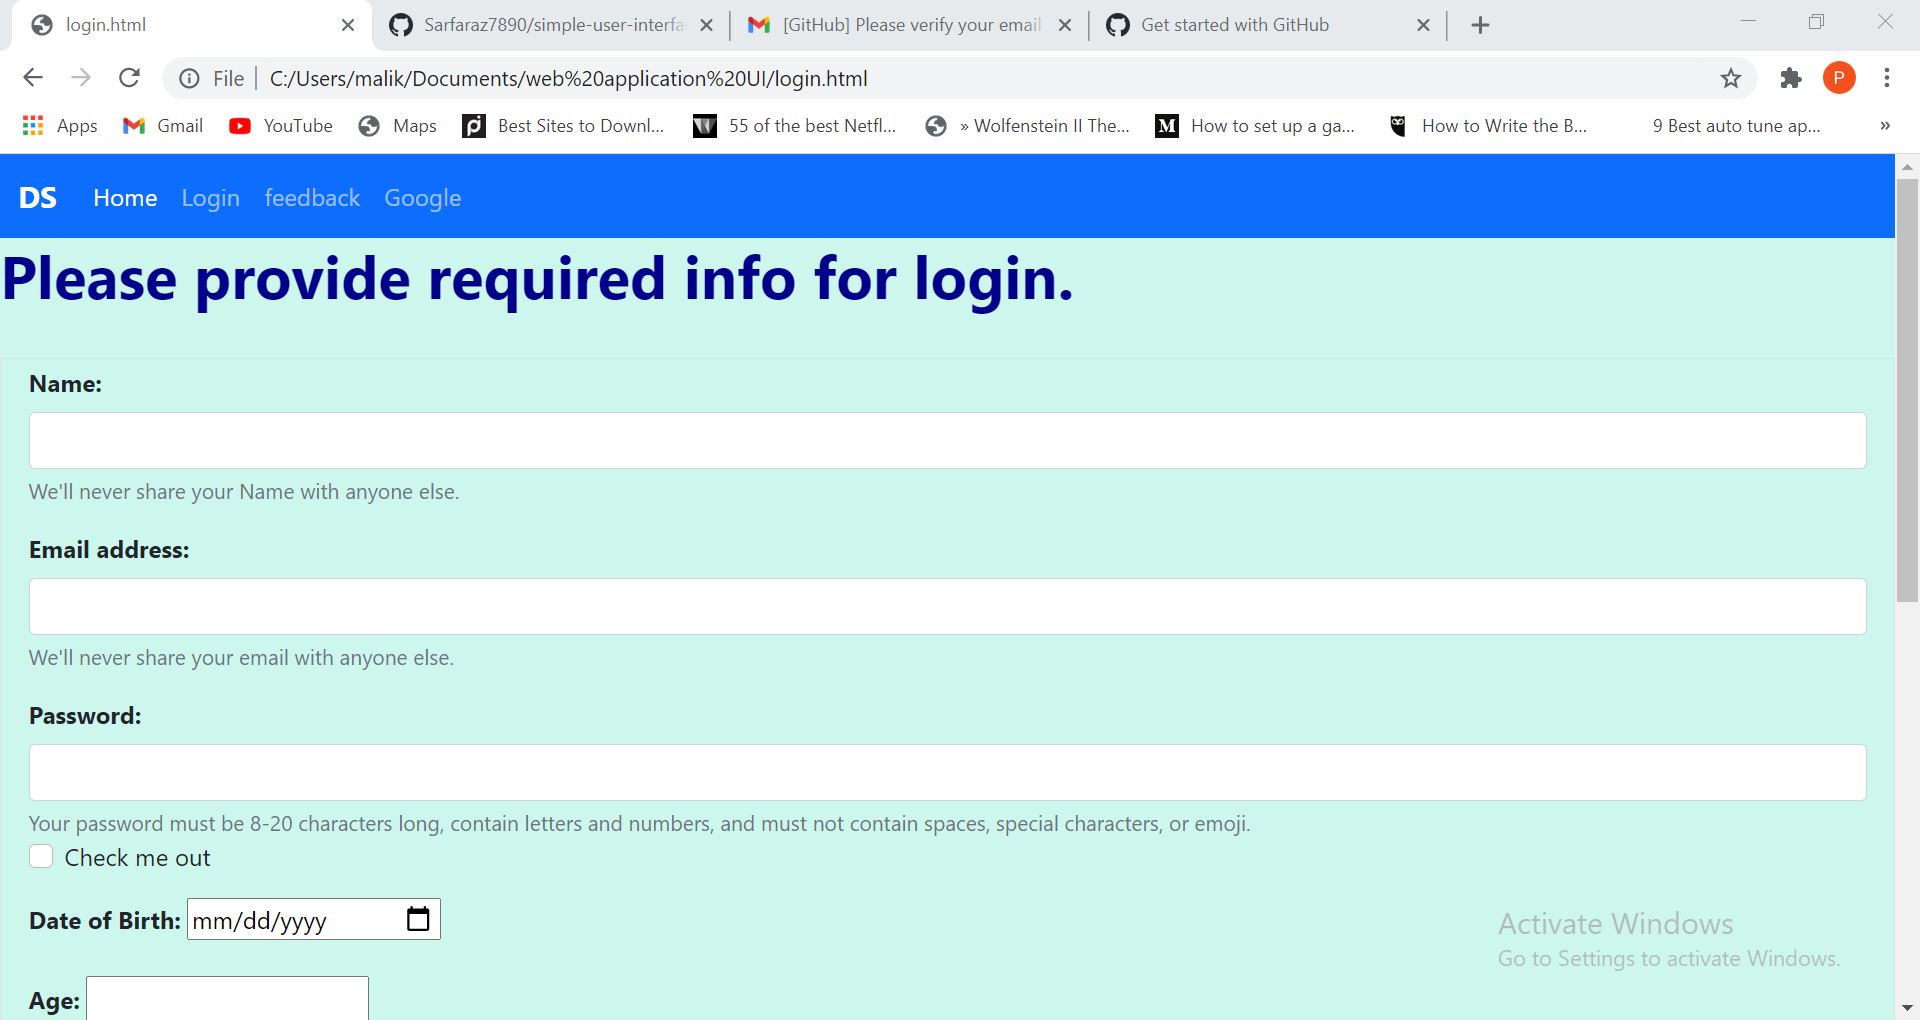 login.html
Sarfaraz7890/simple-user-interfa
[GitHub] Please verify your email
Get started with GitHub
File
C:/Users/malik/Documents/web%20application%20UI/login.html
P
Apps
Gmail
YouTube
Maps
Best Sites to Downl...
55 of the best Netfl...
» Wolfenstein II The...
How to set up a ga...
How to Write the B...
9 Best auto tune ap...
»
DS Home Login feedback Google
Please provide required info for login.
Name:
We'll never share your Name with anyone else.
Email address:
We'll never share your email with anyone else.
Password:
Your password must be 8-20 characters long, contain letters and numbers, and must not contain spaces, special characters, or emoji.
Check me out
Date of Birth: mm/dd/yyyy
Activate Windows
Go to Settings to activate Windows.
Age: